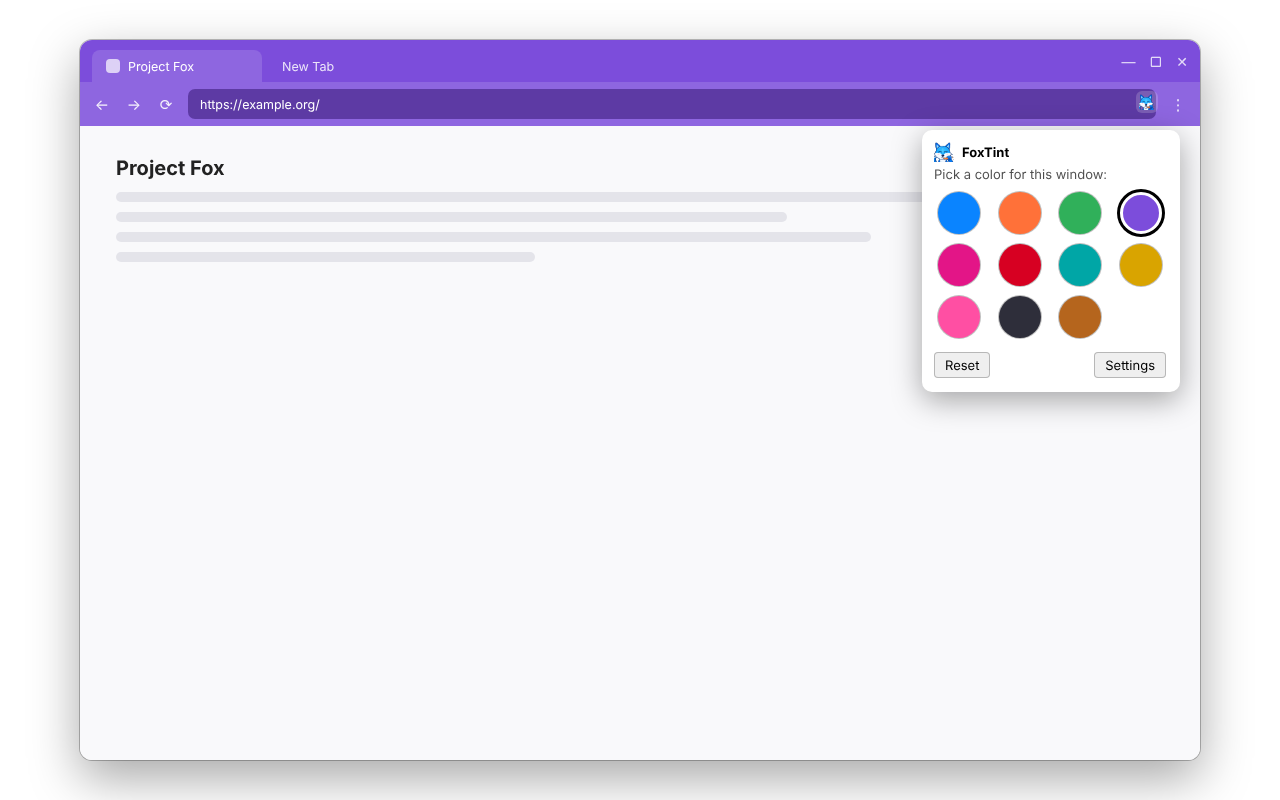 Project Fox
New Tab
https://example.org/
Project Fox
FoxTint
Pick a color for this window:
Reset
Settings